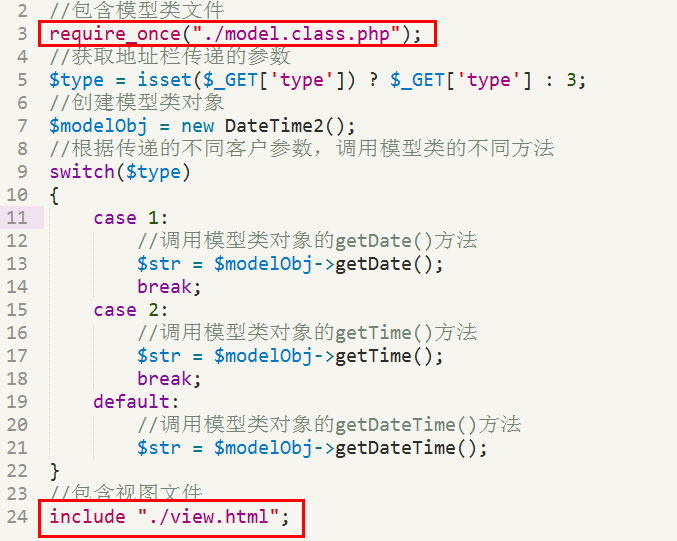 2 //包含模型类文件
3 require_once("./model.class.php");
4 //获取地址栏传递的参数
5 $type = isset($_GET['type']) ? $_GET['type'] : 3;
6 //创建模型类对象
7 $modelObj = new DateTime2();
8 //根据传递的不同客户参数，调用模型类的不同方法
9 switch($type)
10 {
11     case 1:
12         //调用模型类对象的getDate()方法
13         $str = $modelObj->getDate();
14         break;
15     case 2:
16         //调用模型类对象的getTime()方法
17         $str = $modelObj->getTime();
18         break;
19     default:
20         //调用模型类对象的getDateTime()方法
21         $str = $modelObj->getDateTime();
22 }
23 //包含视图文件
24 include "./view.html";